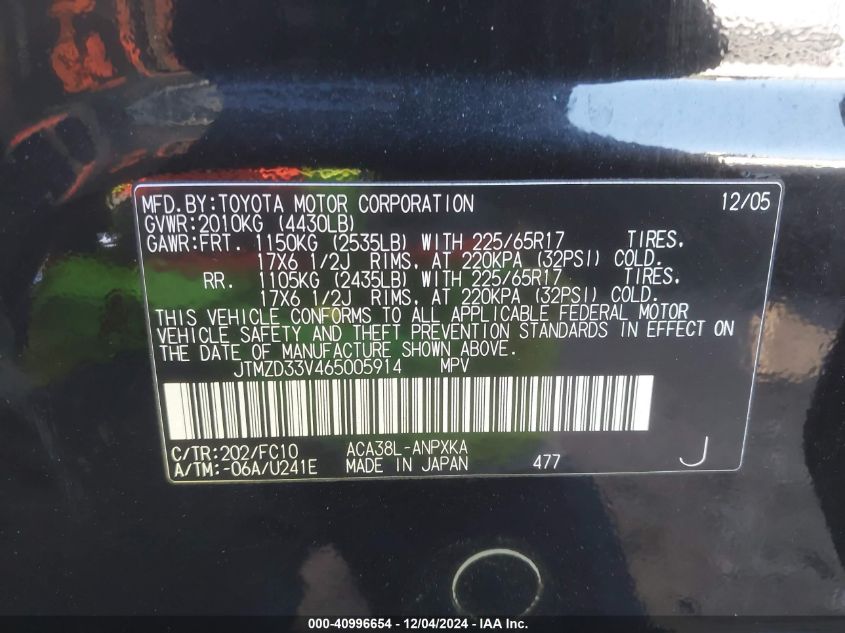 MFD.BY:TOYOTA MOTOR CORPORATION 12/05
GVWR:2010KG (4430LB)
GAWR:FRT. 1150KG (2535LB) WITH 225/65R17 TIRES,
17X6 1/2J RIMS, AT 220KPA (32PSI) COLD.
RR. 1105KG (2435LB) WITH 225/65R17 TIRES,
17X6 1/2J RIMS, AT 220KPA (32PSI) COLD.
THIS VEHICLE CONFORMS TO ALL APPLICABLE FEDERAL MOTOR
VEHICLE SAFETY AND THEFT PREVENTION STANDARDS IN EFFECT ON
THE DATE OF MANUFACTURE SHOWN ABOVE.
JTMZD33V465005914 MPV
C/TR:202/FC10 ACA38L-ANPXKA
A/TM:-06A/U241E MADE IN JAPAN 477 J
000-40996654 - 12/04/2024 - IAA Inc.